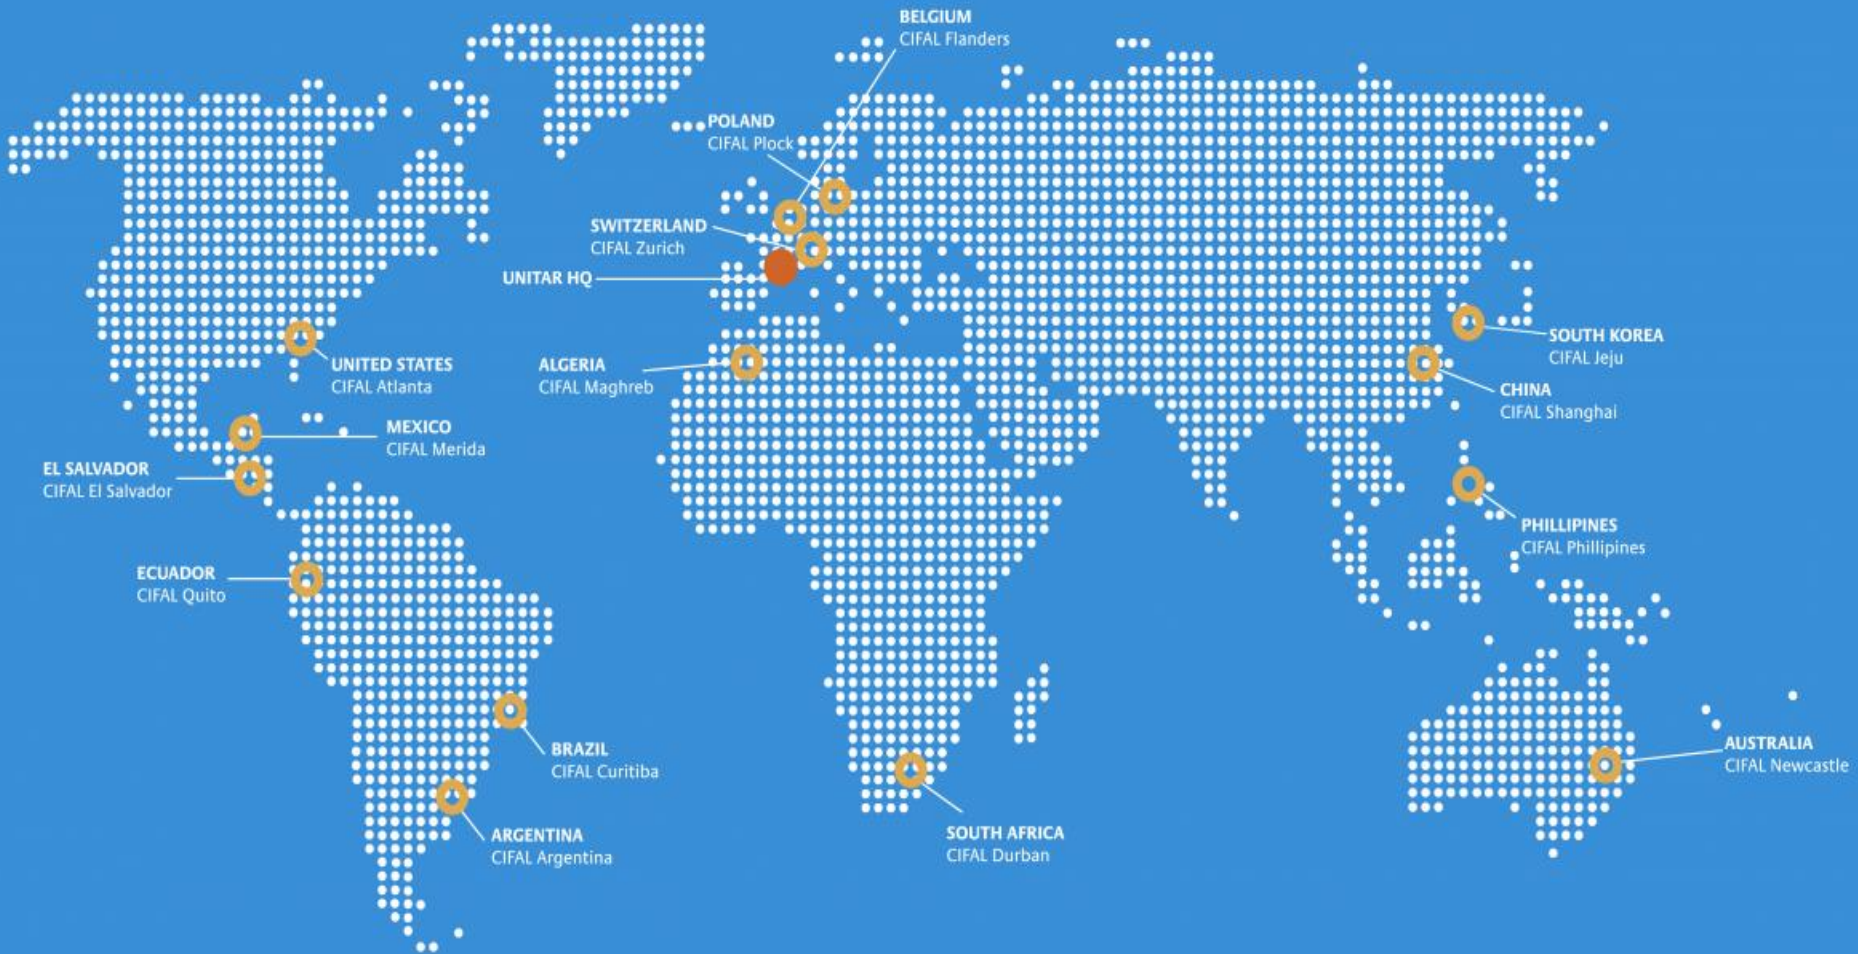 BELGIUM
CIFAL Flanders
POLAND
CIFAL Plock
SWITZERLAND
CIFAL Zurich
UNITAR HQ
SOUTH KOREA
CIFAL Jeju
UNITED STATES
CIFAL Atlanta
ALGERIA
CIFAL Maghreb
CHINA
CIFAL Shanghai
MEXICO
CIFAL Merida
EL SALVADOR
CIFAL El Salvador
PHILLIPINES
CIFAL Phillipines
ECUADOR
CIFAL Quito
BRAZIL
CIFAL Curitiba
AUSTRALIA
CIFAL Newcastle
ARGENTINA
CIFAL Argentina
SOUTH AFRICA
CIFAL Durban